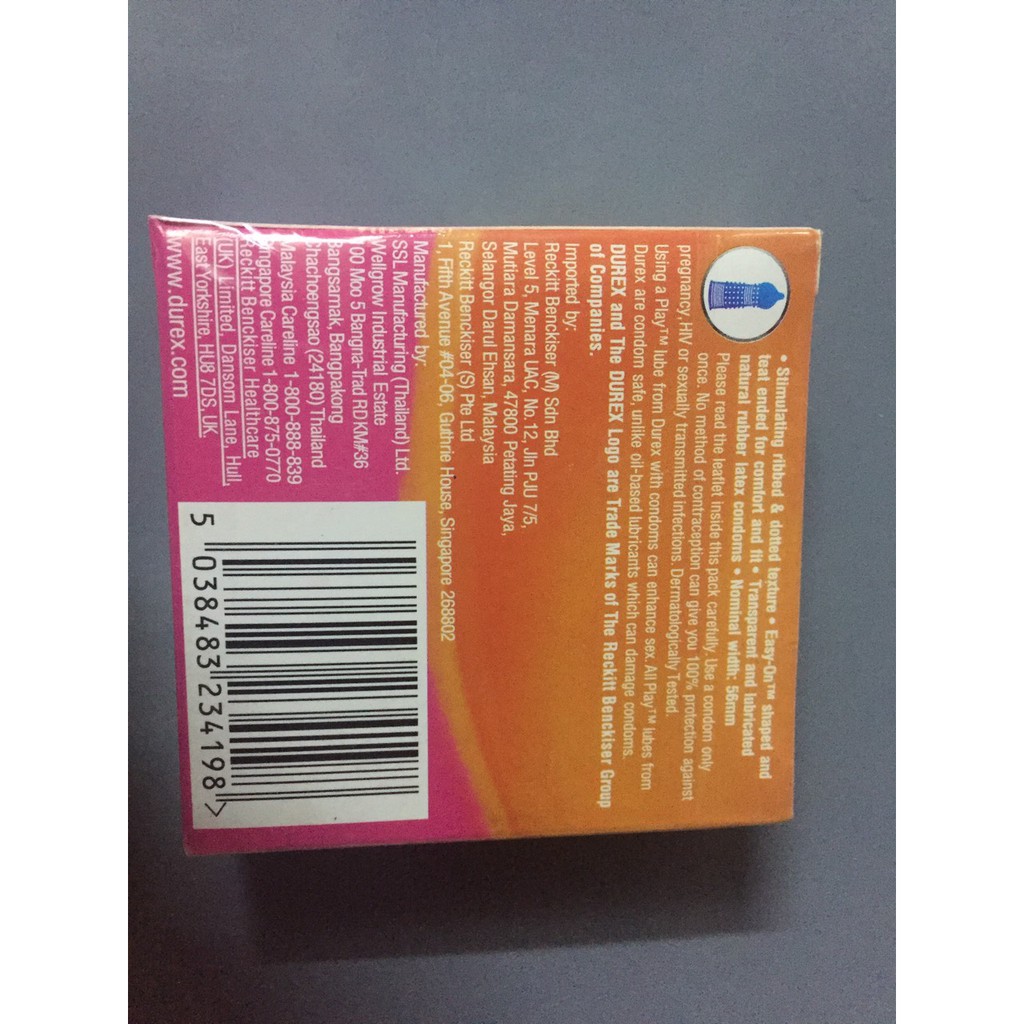 • Stimulating ribbed & dotted texture • Easy-On™ shaped and
teat ended for comfort and fit • Transparent and lubricated
natural rubber latex condoms • Nominal width: 56mm
Please read the leaflet inside this pack carefully. Use a condom only
once. No method of contraception can give you 100% protection against
pregnancy, HIV or sexually transmitted infections. Dermatologically Tested.
Using a Play™ lube from Durex with condoms can enhance sex. All Play™ lubes from
Durex are condom safe, unlike oil-based lubricants which can damage condoms.
DUREX and The DUREX Logo are Trade Marks of The Reckitt Benckiser Group
of Companies.
Imported by:
Reckitt Benckiser (M) Sdn Bhd
Level 5, Menara UAC, No.12, Jln PJU 7/5,
Mutiara Damansara, 47800 Petating Jaya,
Selangor Darul Ehsan, Malaysia
Reckitt Benckiser (S) Pte Ltd
1, Fifth Avenue #04-06, Guthrie House, Singapore 268802
Manufactured by:
SSL Manufacturing (Thailand) Ltd.
Wellgrow Industrial Estate
100 Moo 5 Bangna-Trad RDKM#36
Bangsamak, Bangpakong
Chachoengsao (24180) Thailand
Malaysia Careline 1-800-888-839
Singapore Careline 1-800-875-0770
Reckitt Benckiser Healthcare
(UK) Limited, Dansom Lane, Hull,
East Yorkshire, HU8 7DS, UK.
www.durex.com
5 038483 234198 >